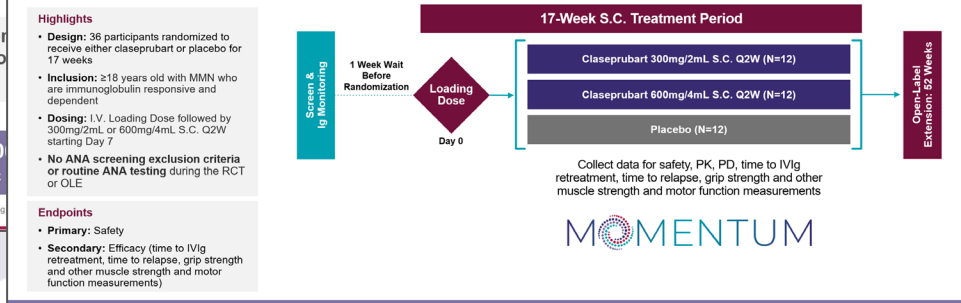 Highlights
• Design: 36 participants randomized to
receive either claseprubart or placebo for
17 weeks
• Inclusion: ≥18 years old with MMN who
are immunoglobulin responsive and
dependent
• Dosing: I.V. Loading Dose followed by
300mg/2mL or 600mg/4mL S.C. Q2W
starting Day 7
• No ANA screening exclusion criteria
or routine ANA testing during the RCT
or OLE
Endpoints
• Primary: Safety
• Secondary: Efficacy (time to IVIg
retreatment, time to relapse, grip strength
and other muscle strength and motor
function measurements)
17-Week S.C. Treatment Period
Screen &
Ig Monitoring
1 Week Wait
Before
Randomization
Loading
Dose
Day 0
Claseprubart 300mg/2mL S.C. Q2W (N=12)
Claseprubart 600mg/4mL S.C. Q2W (N=12)
Placebo (N=12)
Open-Label
Extension: 52 Weeks
Collect data for safety, PK, PD, time to IVIg
retreatment, time to relapse, grip strength and other
muscle strength and motor function measurements
MOMENTUM